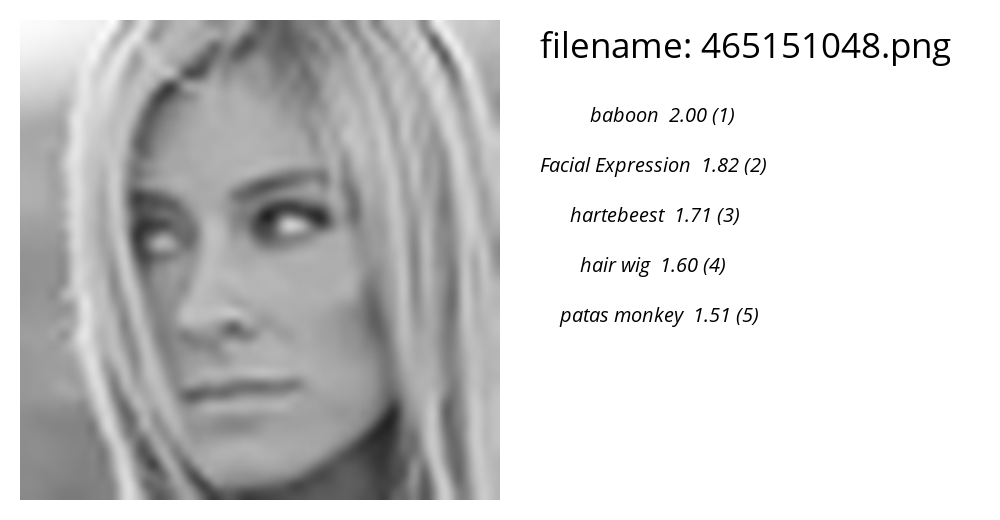 filename: 465151048.png
baboon 2.00 (1)
Facial Expression 1.82 (2)
hartebeest 1.71 (3)
hair wig 1.60 (4)
patas monkey 1.51 (5)